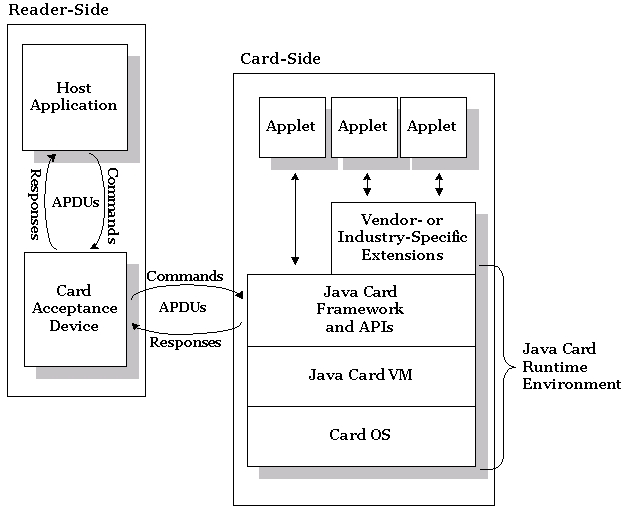 Reader-Side
Host
Application
Responses
APDUs
Commands
Card
Acceptance
Device
Commands
APDUs
Responses
Card-Side
Applet
Applet
Applet
Vendor- or
Industry-Specific
Extensions
Java Card
Framework
and APIs
Java Card VM
Card OS
Java Card
Runtime
Environment